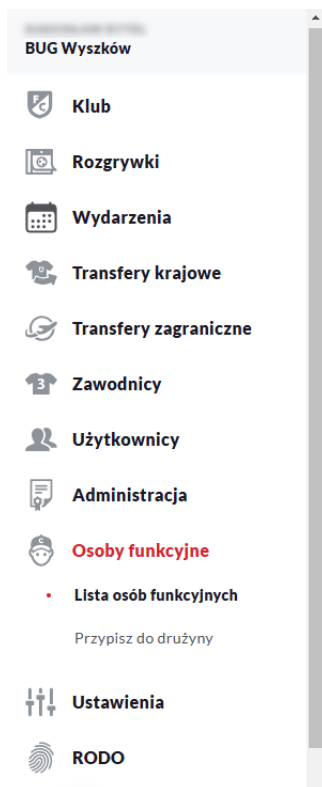 BUG Wyszków
Klub
Rozgrywki
Wydarzenia
Transfery krajowe
Transfery zagraniczne
3
Zawodnicy
Użytkownicy
Administracja
Osoby funkcyjne
Lista osób funkcyjnych
Przypisz do drużyny
Ustawienia
RODO